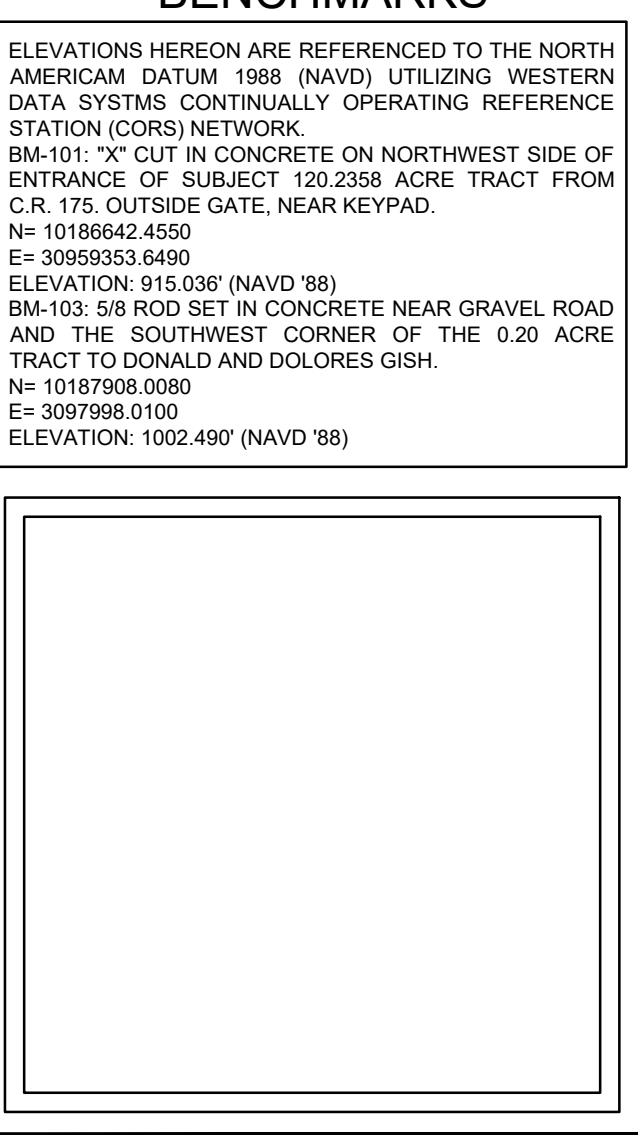 BENCHMARKS
ELEVATIONS HEREON ARE REFERENCED TO THE NORTH
AMERICAM DATUM 1988 (NAVD) UTILIZING WESTERN
DATA SYSTMS CONTINUALLY OPERATING REFERENCE
STATION (CORS) NETWORK.
BM-101: "X" CUT IN CONCRETE ON NORTHWEST SIDE OF
ENTRANCE OF SUBJECT 120.2358 ACRE TRACT FROM
C.R. 175. OUTSIDE GATE, NEAR KEYPAD.
N= 10186642.4550
E= 30959353.6490
ELEVATION: 915.036' (NAVD '88)
BM-103: 5/8 ROD SET IN CONCRETE NEAR GRAVEL ROAD
AND THE SOUTHWEST CORNER OF THE 0.20 ACRE
TRACT TO DONALD AND DOLORES GISH.
N= 10187908.0080
E= 3097998.0100
ELEVATION: 1002.490' (NAVD '88)